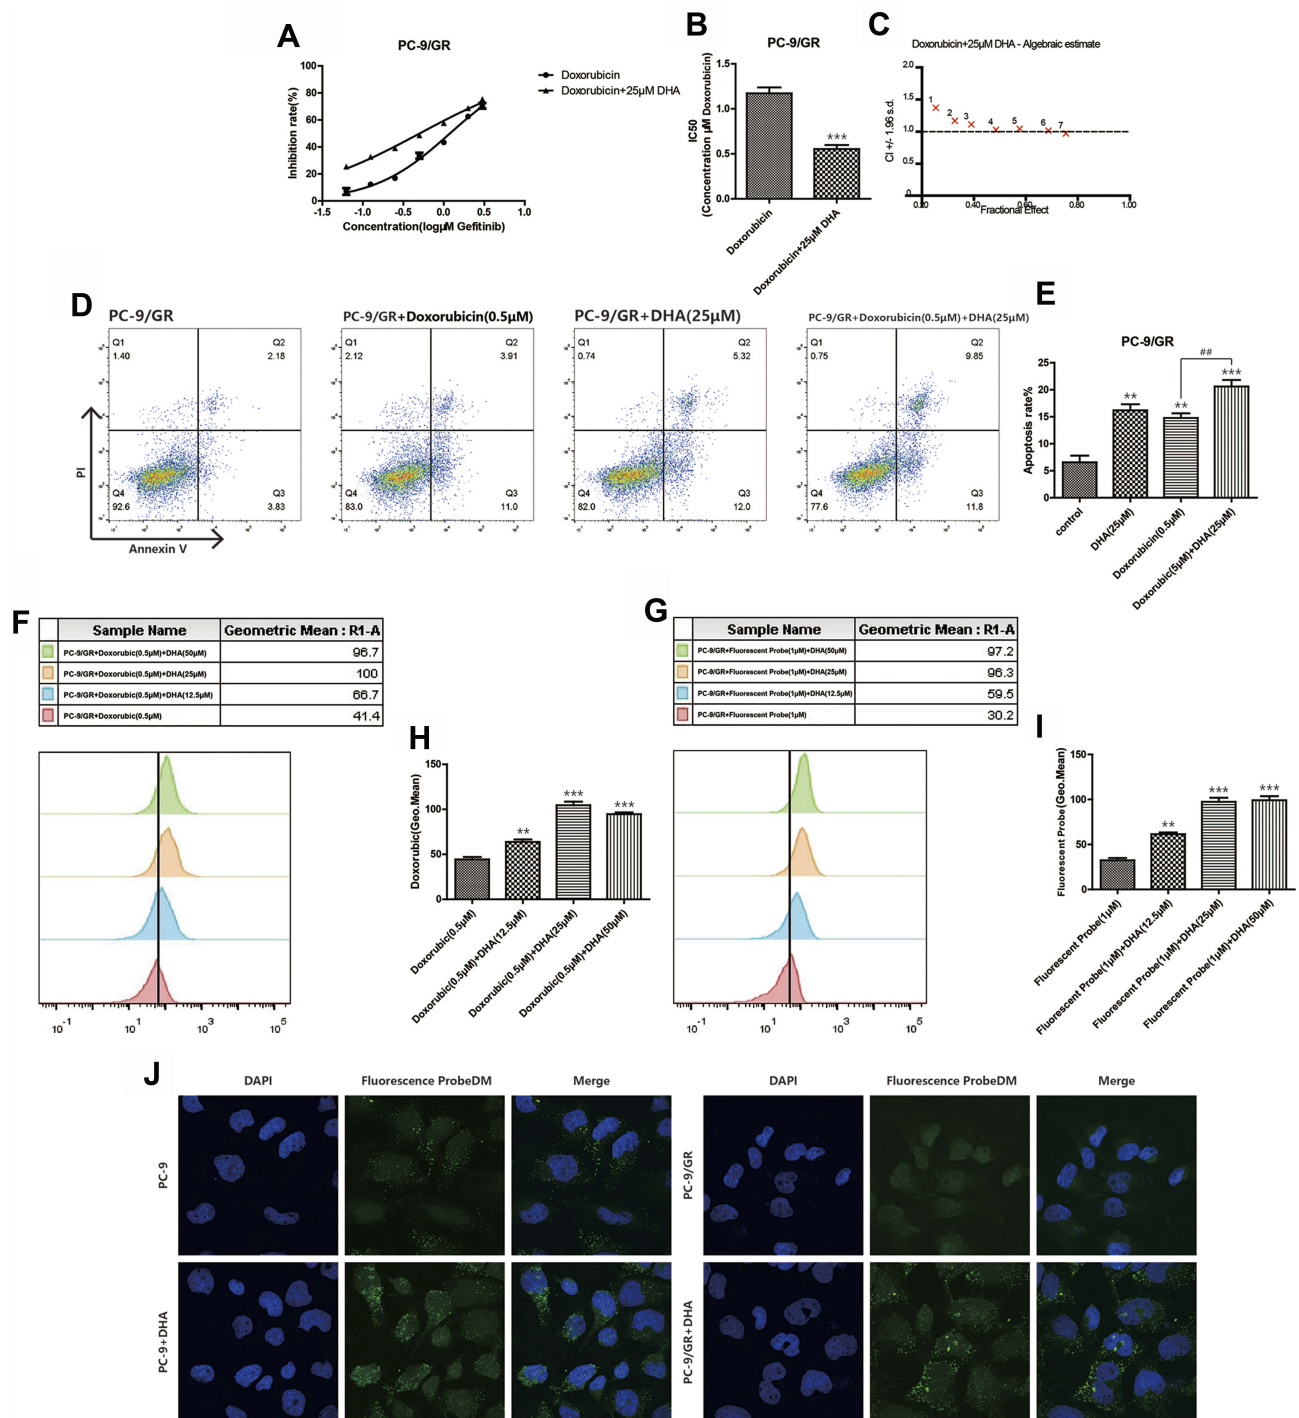 A
PC-9/GR
100
80
60
40
20
0
Inhibition rate(%)
-1.5 -1.0 -0.5 0.0 0.5 1.0
Concentration(logμM Gefitinib)
Doxorubicin
Doxorubicin+25μM DHA
B
PC-9/GR
1.5
1.0
0.5
0.0
IC50
(Concentration μM Doxorubicin)
***
Doxorubicin
Doxorubicin+25μM DHA
C
Doxorubicin+25μM DHA - Algebraic estimate
2.0
1.5
1.0
0.5
0
CI +/- 1.96 s.d.
1 2 3 4 5 6 7
0.20 0.40 0.60 0.80 1.00
Fractional Effect
D
PC-9/GR
Q1
1.40
Q2
2.18
Q4
92.6
Q3
3.83
PI
Annexin V
PC-9/GR+Doxorubicin(0.5μM)
Q1
2.12
Q2
3.91
Q4
83.0
Q3
11.0
PC-9/GR+DHA(25μM)
Q1
0.74
Q2
5.32
Q4
82.0
Q3
12.0
PC-9/GR+Doxorubicin(0.5μM)+DHA(25μM)
Q1
0.75
Q2
9.85
Q4
77.6
Q3
11.8
E
PC-9/GR
25
20
15
10
5
0
Apoptosis rate%
**
**
##
***
control
DHA(25μM)
Doxorubicin(0.5μM)
Doxorubic(5μM)+DHA(25μM)
F
Sample Name Geometric Mean : R1-A
PC-9/GR+Doxorubic(0.5μM)+DHA(50μM) 96.7
PC-9/GR+Doxorubic(0.5μM)+DHA(25μM) 100
PC-9/GR+Doxorubic(0.5μM)+DHA(12.5μM) 66.7
PC-9/GR+Doxorubic(0.5μM) 41.4
10-1 101 103 105
G
Sample Name Geometric Mean : R1-A
PC-9/GR+Fluorescent Probe(1μM)+DHA(50μM) 97.2
PC-9/GR+Fluorescent Probe(1μM)+DHA(25μM) 96.3
PC-9/GR+Fluorescent Probe(1μM)+DHA(12.5μM) 59.5
PC-9/GR+Fluorescent Probe(1μM) 30.2
10-1 101 103 105
H
150
100
50
0
Doxorubic(Geo.Mean)
**
***
***
Doxorubic(0.5μM)
Doxorubic(0.5μM)+DHA(12.5μM)
Doxorubic(0.5μM)+DHA(25μM)
Doxorubic(0.5μM)+DHA(50μM)
I
150
100
50
0
Fluorescent Probe(Geo.Mean)
**
***
***
Fluorescent Probe(1μM)
Fluorescent Probe(1μM)+DHA(12.5μM)
Fluorescent Probe(1μM)+DHA(25μM)
Fluorescent Probe(1μM)+DHA(50μM)
J
DAPI Fluorescence ProbeDM Merge DAPI Fluorescence ProbeDM Merge
PC-9
PC-9/GR
PC-9+DHA
PC-9/GR+DHA